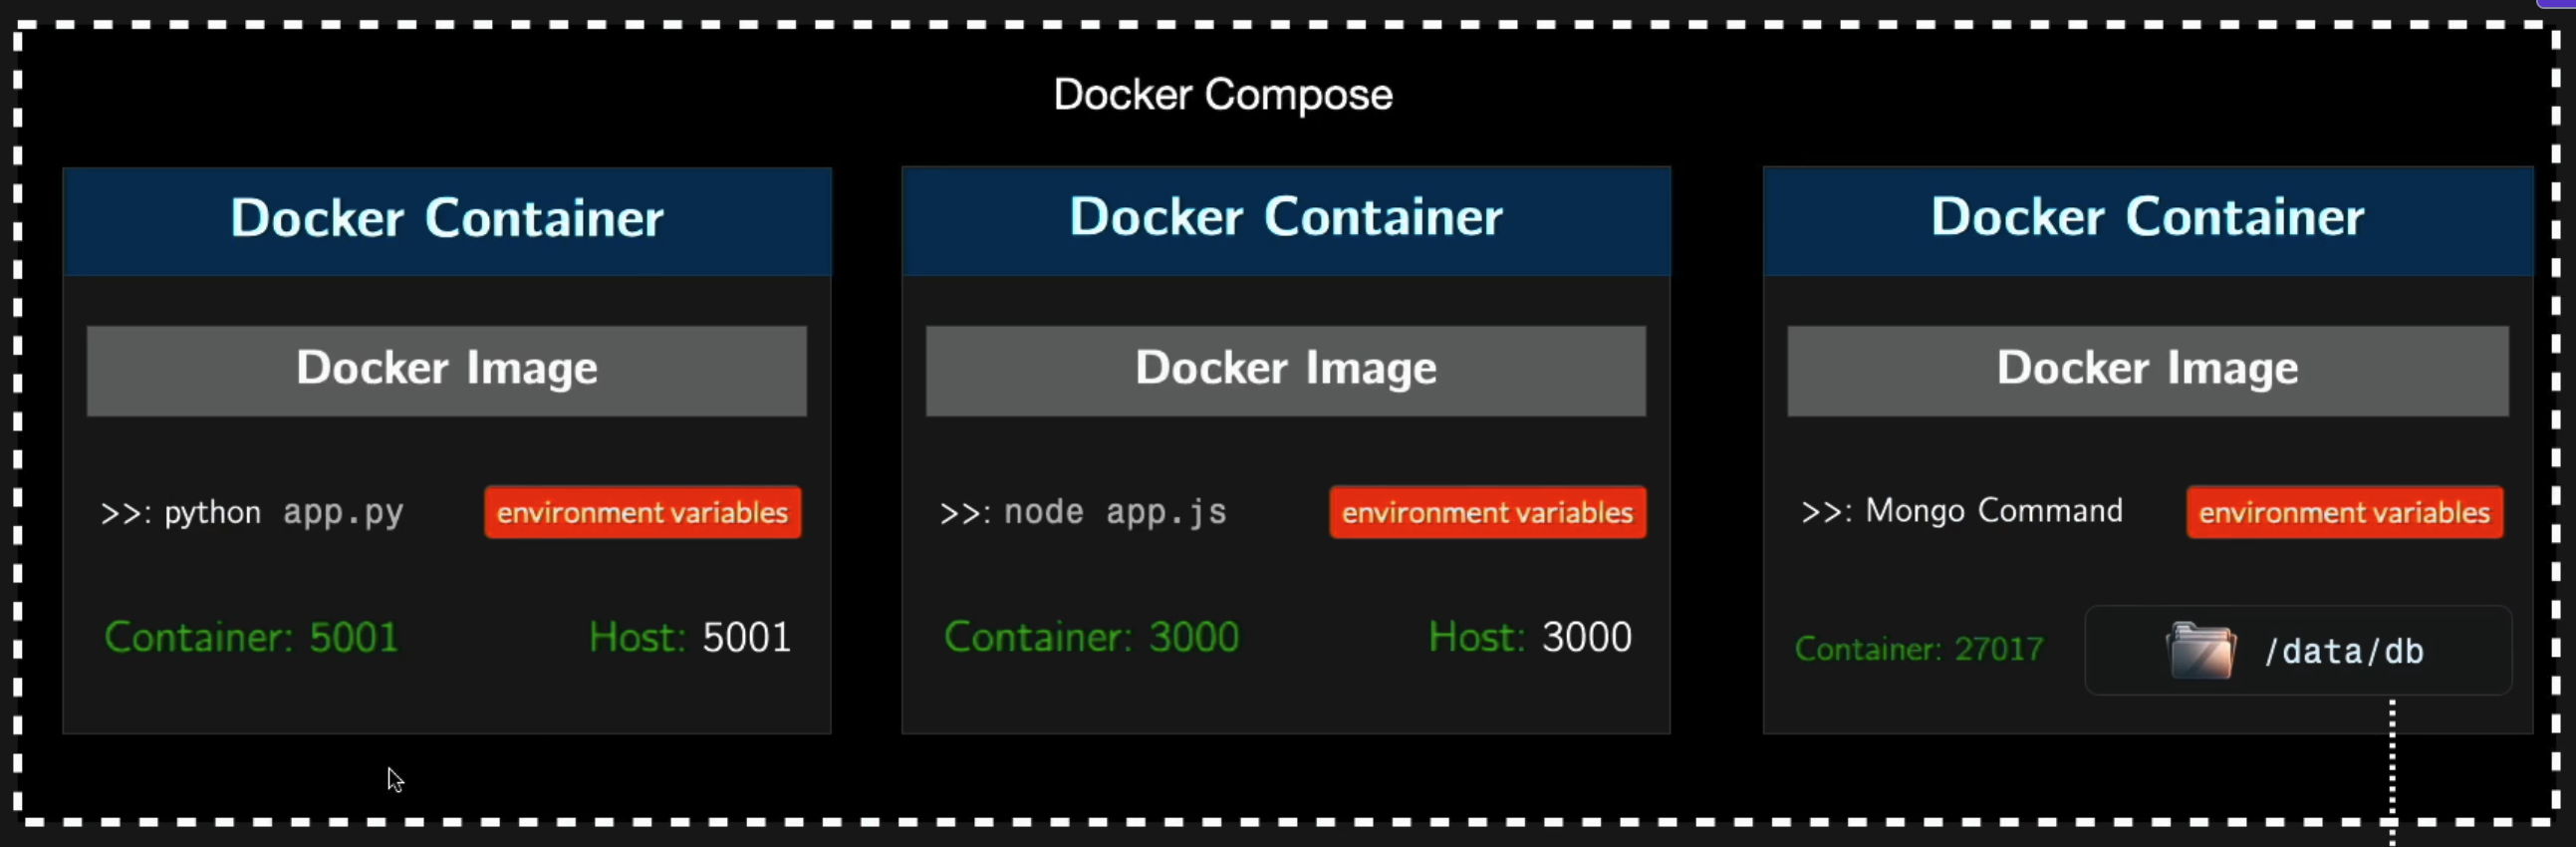 Docker Compose
Docker Container
Docker Image
>>: python app.py
environment variables
Container: 5001
Host: 5001
Docker Container
Docker Image
>>: node app.js
environment variables
Container: 3000
Host: 3000
Docker Container
Docker Image
>>: Mongo Command
environment variables
Container: 27017
/data/db